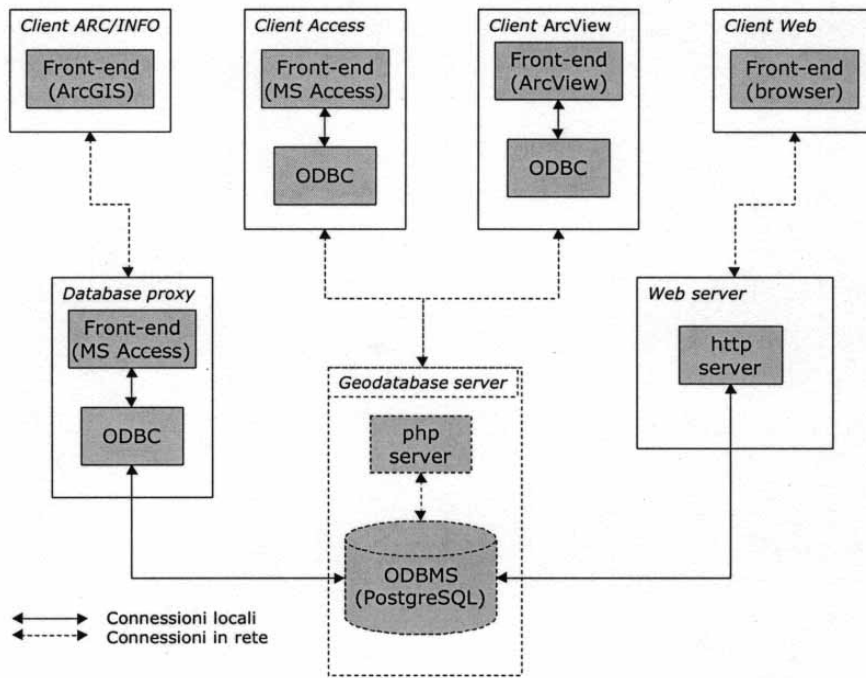 Client ARC/INFO
Front-end
(ArcGIS)
Client Access
Front-end
(MS Access)
ODBC
Client ArcView
Front-end
(ArcView)
ODBC
Client Web
Front-end
(browser)
Database proxy
Front-end
(MS Access)
ODBC
Geodatabase server
php
server
ODBMS
(PostgreSQL)
Web server
http
server
Connessioni locali
Connessioni in rete